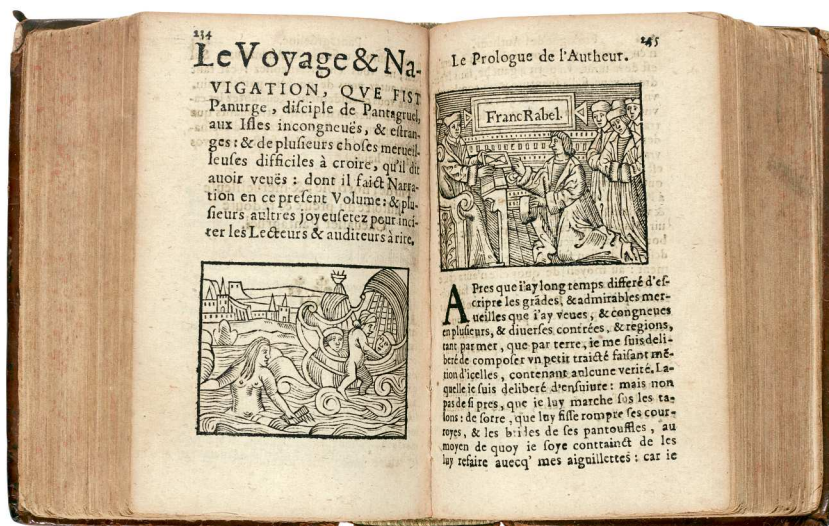 234
Le Voyage & Na-
VIGATION, QVE FIST
Panurge, disciple de Pantagruel,
aux Isles incongneuës, & estran-
ges : & de plusieurs choses merueil-
leuses difficiles à croire, qu'il dit
auoir veuës : dont il faict Narra-
tion en ce present Volume : & plu-
sieurs aultres joyeusetez pour inci-
ter les Lecteurs & auditeurs à rire.
245
Le Prologue de l'Autheur.
Franc Rabel.
APres que i'ay long temps differé d'es-
cripre les grãdes, & admirables mer-
ueilles que i'ay veues, & congneues
en plusieurs, & diuerses contrées, & regions,
tant par mer, que par terre, ie me suis deli-
beré de composer vn petit traicté faisant mẽ-
tion d'icelles, contenant aulcune verité. La-
quelle ie suis deliberé d'ensuiure : mais non
pas de si pres, que ie luy marche sos les ta-
lons : de sorte, que luy fisse rompre ses cour-
royes, & les brides de ses pantouffles, au
moyen de quoy ie soye conttainct de les
luy refaire auecq' mes aiguillettes : car ie